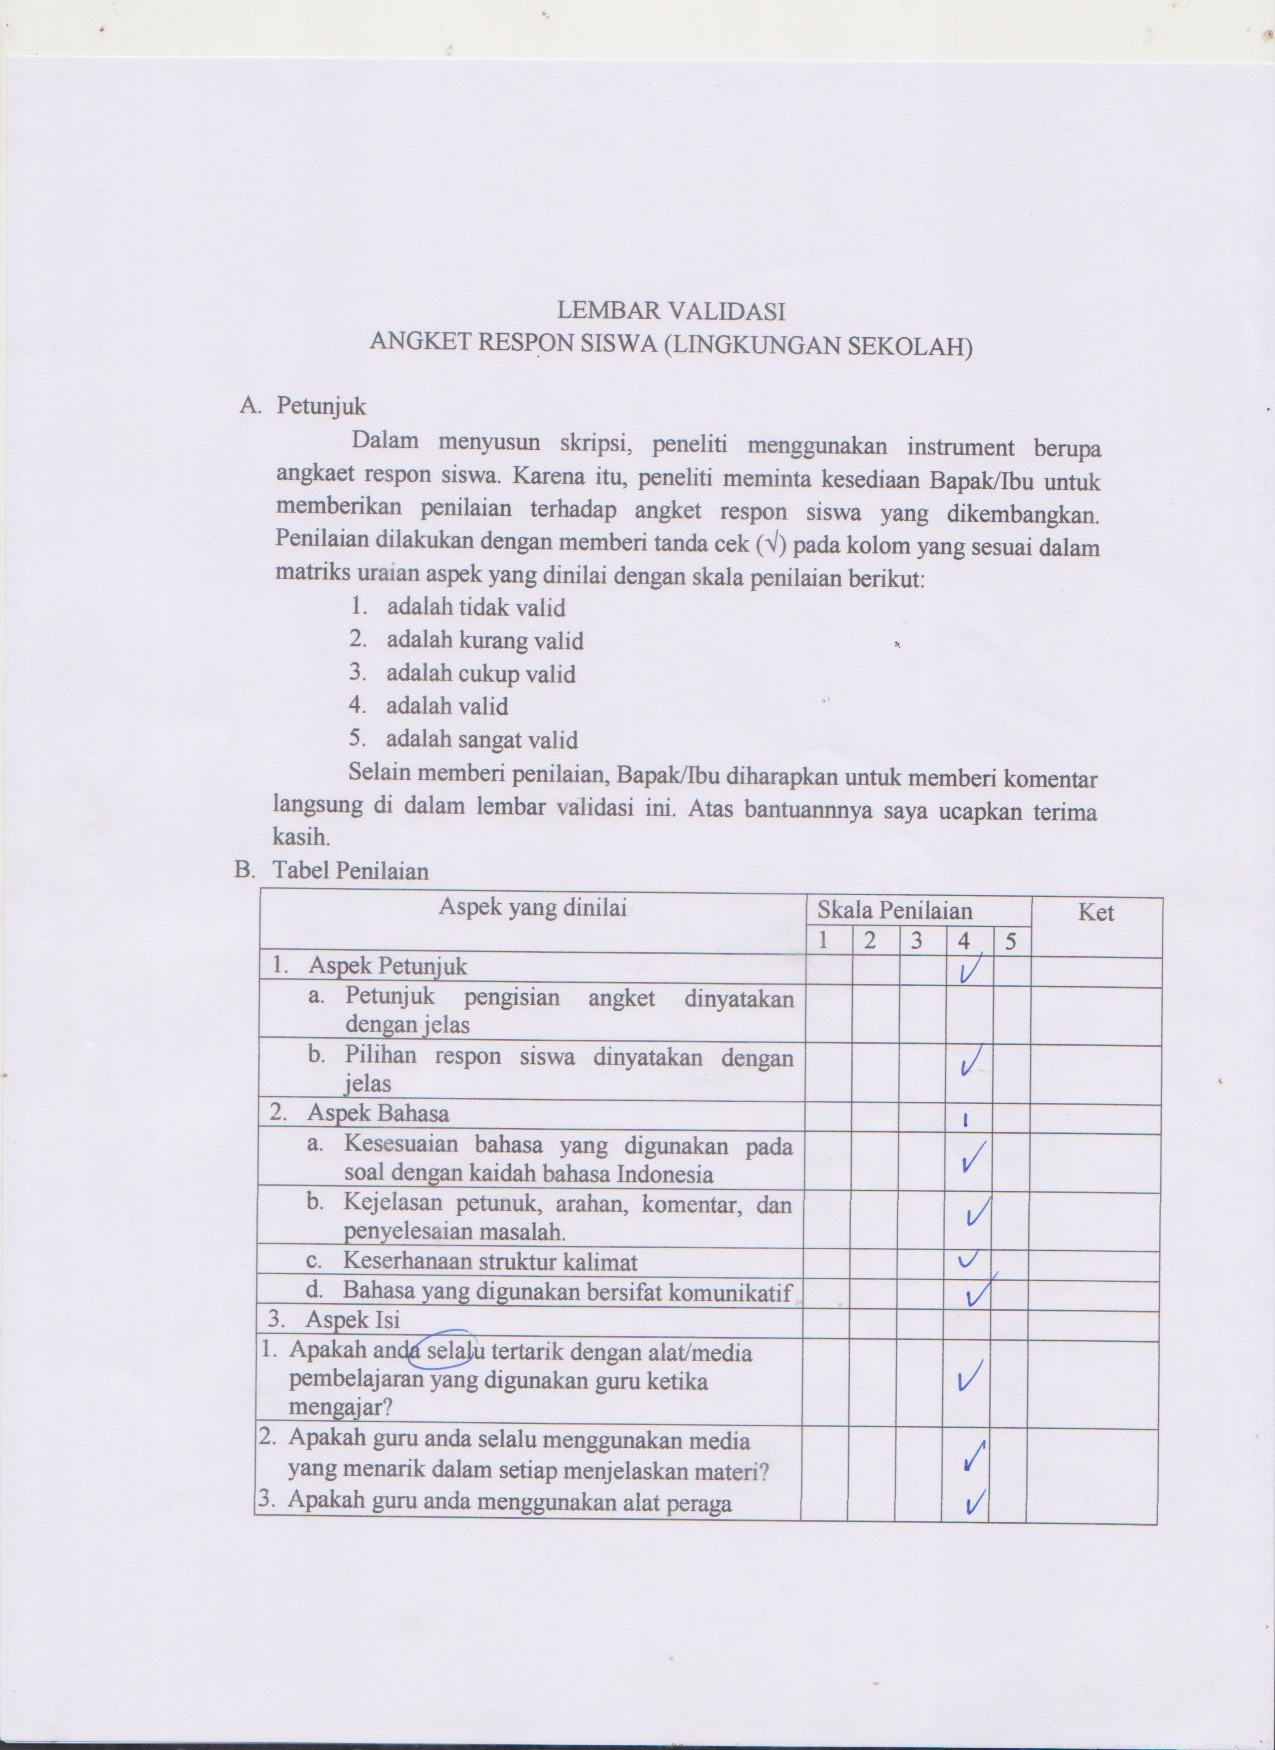 LEMBAR VALIDASI
ANGKET RESPON SISWA (LINGKUNGAN SEKOLAH)
A. Petunjuk
Dalam menyusun skripsi, peneliti menggunakan instrument berupa
angkaet respon siswa. Karena itu, peneliti meminta kesediaan Bapak/Ibu untuk
memberikan penilaian terhadap angket respon siswa yang dikembangkan.
Penilaian dilakukan dengan memberi tanda cek (√) pada kolom yang sesuai dalam
matriks uraian aspek yang dinilai dengan skala penilaian berikut:
1. adalah tidak valid
2. adalah kurang valid
3. adalah cukup valid
4. adalah valid
5. adalah sangat valid
Selain memberi penilaian, Bapak/Ibu diharapkan untuk memberi komentar
langsung di dalam lembar validasi ini. Atas bantuannnya saya ucapkan terima
kasih.
B. Tabel Penilaian
Aspek yang dinilai Skala Penilaian Ket
1 2 3 4 5
1. Aspek Petunjuk ✓
a. Petunjuk pengisian angket dinyatakan
dengan jelas
b. Pilihan respon siswa dinyatakan dengan ✓
jelas
2. Aspek Bahasa
a. Kesesuaian bahasa yang digunakan pada ✓
soal dengan kaidah bahasa Indonesia
b. Kejelasan petunuk, arahan, komentar, dan ✓
penyelesaian masalah.
c. Keserhanaan struktur kalimat ✓
d. Bahasa yang digunakan bersifat komunikatif ✓
3. Aspek Isi
1. Apakah anda selalu tertarik dengan alat/media
pembelajaran yang digunakan guru ketika ✓
mengajar?
2. Apakah guru anda selalu menggunakan media ✓
yang menarik dalam setiap menjelaskan materi?
3. Apakah guru anda menggunakan alat peraga ✓